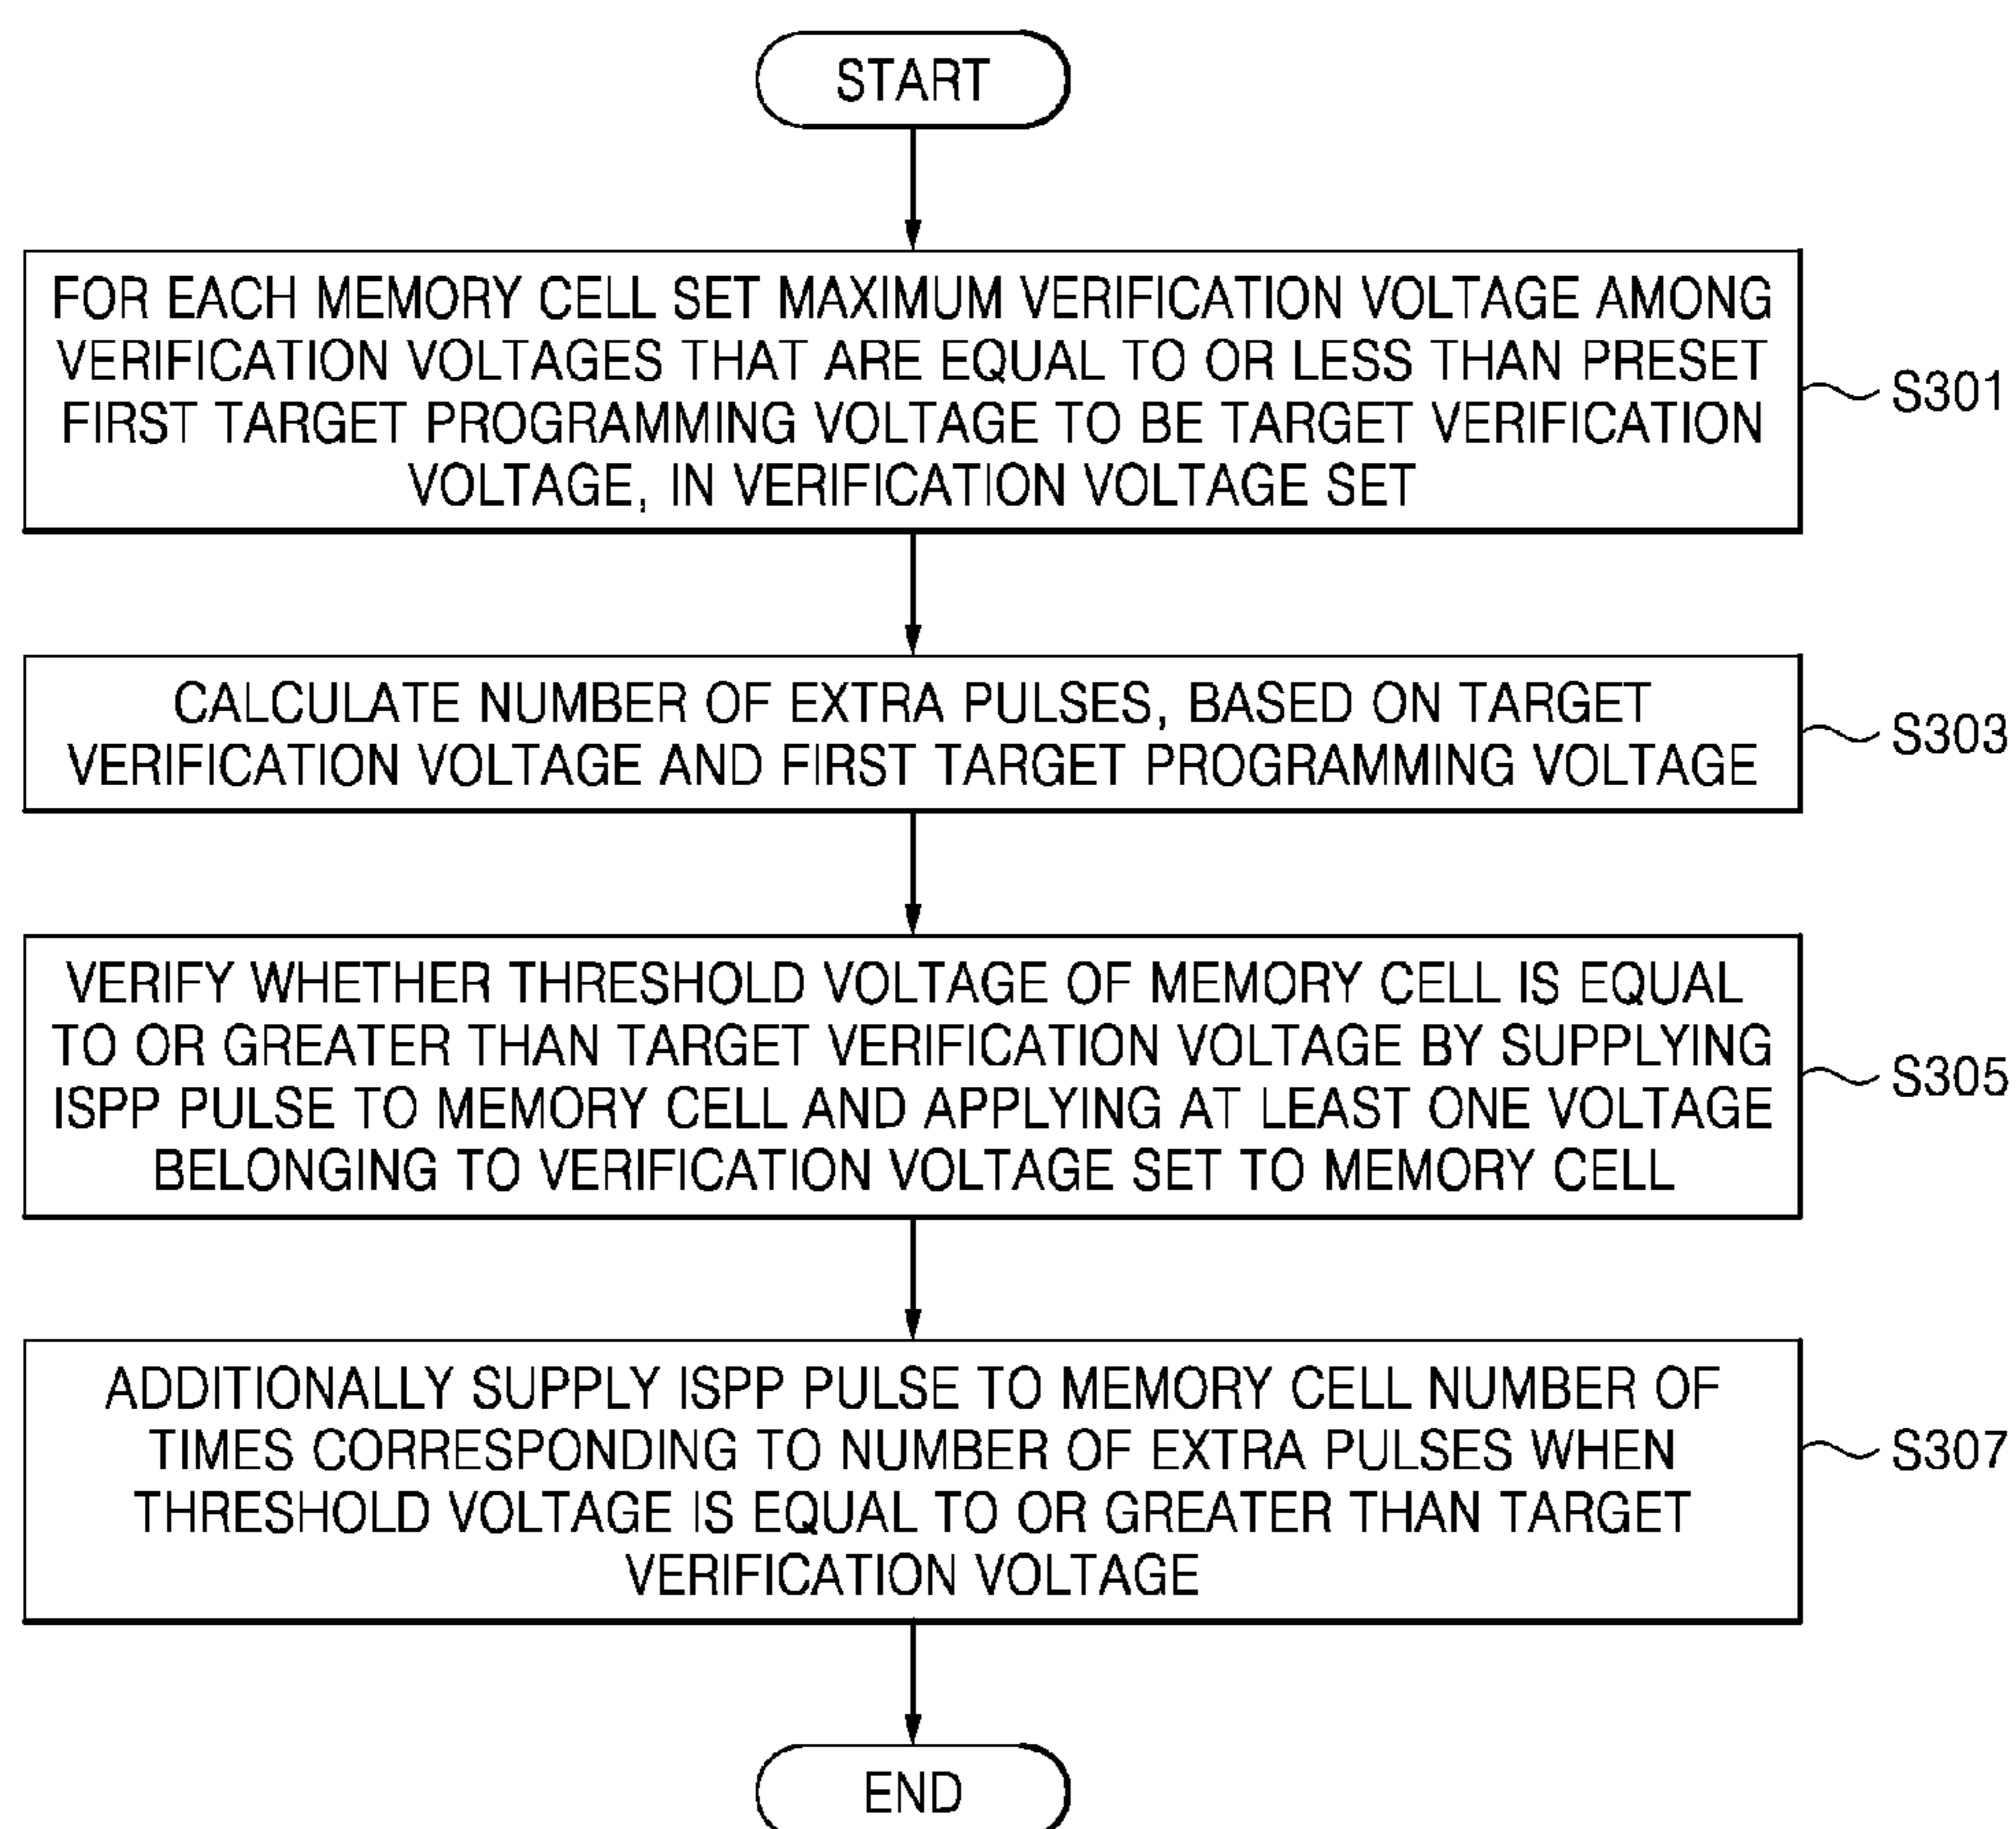 START
FOR EACH MEMORY CELL SET MAXIMUM VERIFICATION VOLTAGE AMONG
VERIFICATION VOLTAGES THAT ARE EQUAL TO OR LESS THAN PRESET
FIRST TARGET PROGRAMMING VOLTAGE TO BE TARGET VERIFICATION
VOLTAGE, IN VERIFICATION VOLTAGE SET
S301
CALCULATE NUMBER OF EXTRA PULSES, BASED ON TARGET
VERIFICATION VOLTAGE AND FIRST TARGET PROGRAMMING VOLTAGE
S303
VERIFY WHETHER THRESHOLD VOLTAGE OF MEMORY CELL IS EQUAL
TO OR GREATER THAN TARGET VERIFICATION VOLTAGE BY SUPPLYING
ISPP PULSE TO MEMORY CELL AND APPLYING AT LEAST ONE VOLTAGE
BELONGING TO VERIFICATION VOLTAGE SET TO MEMORY CELL
S305
ADDITIONALLY SUPPLY ISPP PULSE TO MEMORY CELL NUMBER OF
TIMES CORRESPONDING TO NUMBER OF EXTRA PULSES WHEN
THRESHOLD VOLTAGE IS EQUAL TO OR GREATER THAN TARGET
VERIFICATION VOLTAGE
S307
END